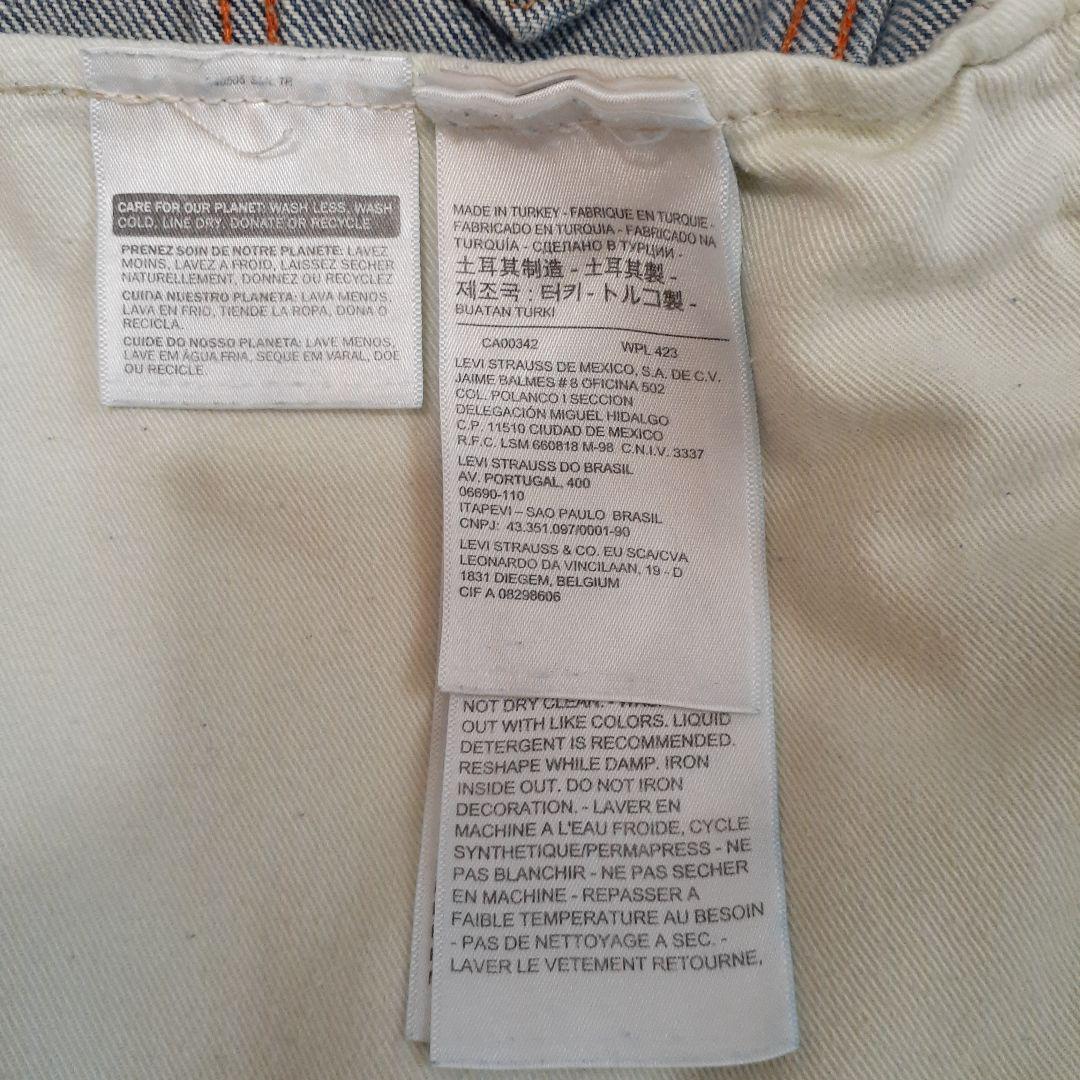 CARE FOR OUR PLANET: WASH LESS, WASH
COLD, LINE DRY, DONATE OR RECYCLE
PRENEZ SOIN DE NOTRE PLANETE: LAVEZ
MOINS, LAVEZ A FROID, LAISSEZ SECHER
NATURELLEMENT, DONNEZ OU RECYCLEZ
CUIDA NUESTRO PLANETA: LAVA MENOS,
LAVA EN FRIO, TIENDE LA ROPA, DONA O
RECICLA.
CUIDE DO NOSSO PLANETA: LAVE MENOS,
LAVE EM ÁGUA FRIA, SEQUE EM VARAL, DOE
OU RECICLE
MADE IN TURKEY - FABRIQUE EN TURQUIE -
FABRICADO EN TURQUIA - FABRICADO NA
TURQUÍA - СДЕЛАНО В ТУРЦИИ -
土耳其制造 - 土耳其製 -
제조국 : 터키 - トルコ製 -
BUATAN TURKI
CA00342 WPL 423
LEVI STRAUSS DE MEXICO, S.A. DE C.V.
JAIME BALMES # 8 OFICINA 502
COL. POLANCO I SECCION
DELEGACIÓN MIGUEL HIDALGO
C.P. 11510 CIUDAD DE MEXICO
R.F.C. LSM 660818 M-98 C.N.I.V. 3337
LEVI STRAUSS DO BRASIL
AV. PORTUGAL, 400
06690-110
ITAPEVI – SAO PAULO BRASIL
CNPJ: 43.351.097/0001-90
LEVI STRAUSS & CO. EU SCA/CVA
LEONARDO DA VINCILAAN, 19 - D
1831 DIEGEM, BELGIUM
CIF A 08298606
NOT DRY CLEAN. -
OUT WITH LIKE COLORS. LIQUID
DETERGENT IS RECOMMENDED.
RESHAPE WHILE DAMP. IRON
INSIDE OUT. DO NOT IRON
DECORATION. - LAVER EN
MACHINE A L'EAU FROIDE, CYCLE
SYNTHETIQUE/PERMAPRESS - NE
PAS BLANCHIR - NE PAS SECHER
EN MACHINE - REPASSER A
FAIBLE TEMPERATURE AU BESOIN
- PAS DE NETTOYAGE A SEC. -
LAVER LE VETEMENT RETOURNE,